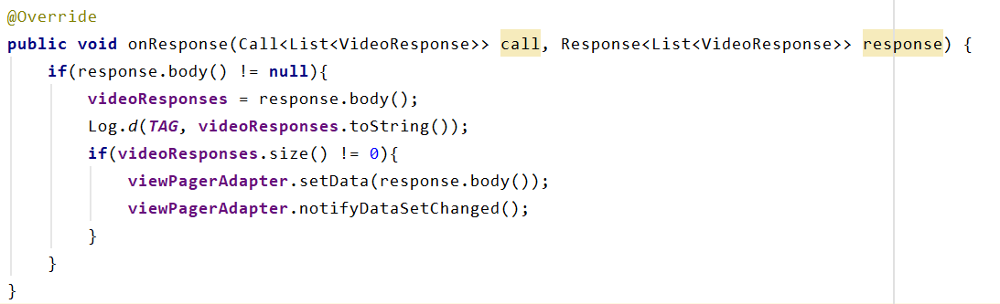 @Override
public void onResponse(Call<List<VideoResponse>> call, Response<List<VideoResponse>> response) {
    if(response.body() != null){
        videoResponses = response.body();
        Log.d(TAG, videoResponses.toString());
        if(videoResponses.size() != 0){
            viewPagerAdapter.setData(response.body());
            viewPagerAdapter.notifyDataSetChanged();
        }
    }
}